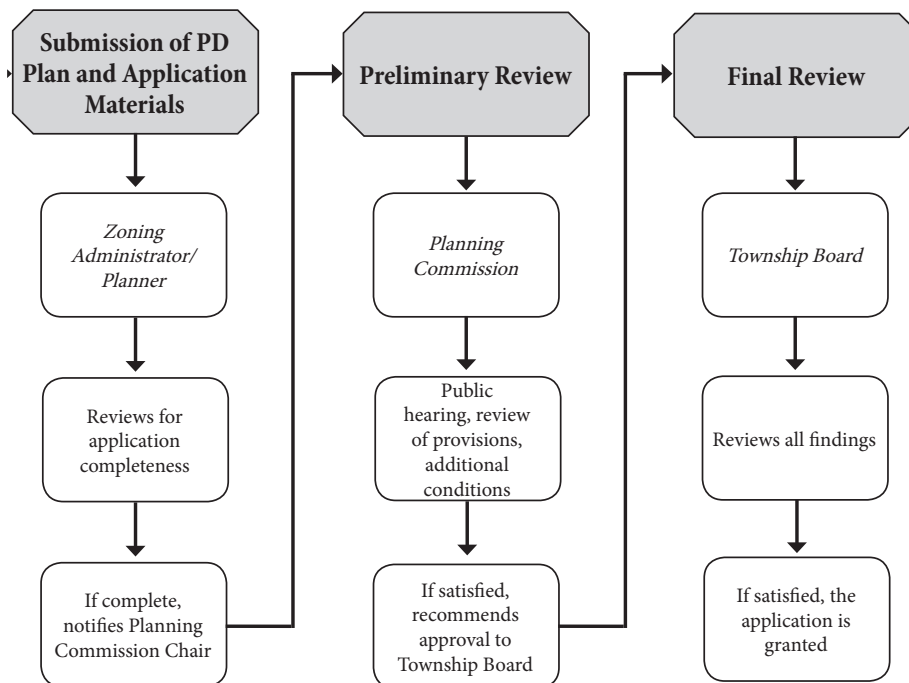 Submission of PD
Plan and Application
Materials
Zoning
Administrator/
Planner
Reviews for
application
completeness
If complete,
notifies Planning
Commission Chair
Preliminary Review
Planning
Commission
Public
hearing, review
of provisions,
additional
conditions
If satisfied,
recommends
approval to
Township Board
Final Review
Township Board
Reviews all findings
If satisfied, the
application is
granted